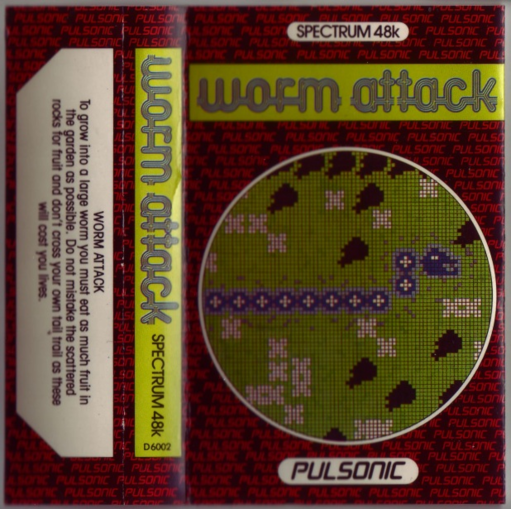 SPECTRUM 48k
worm attack
PULSONIC
worm attack SPECTRUM 48k D6002
WORM ATTACK
To grow into a large worm you must eat as much fruit in
the garden as possible. Do not mistake the scattered
rocks for fruit and don't cross your own tail trail as these
will cost you lives.